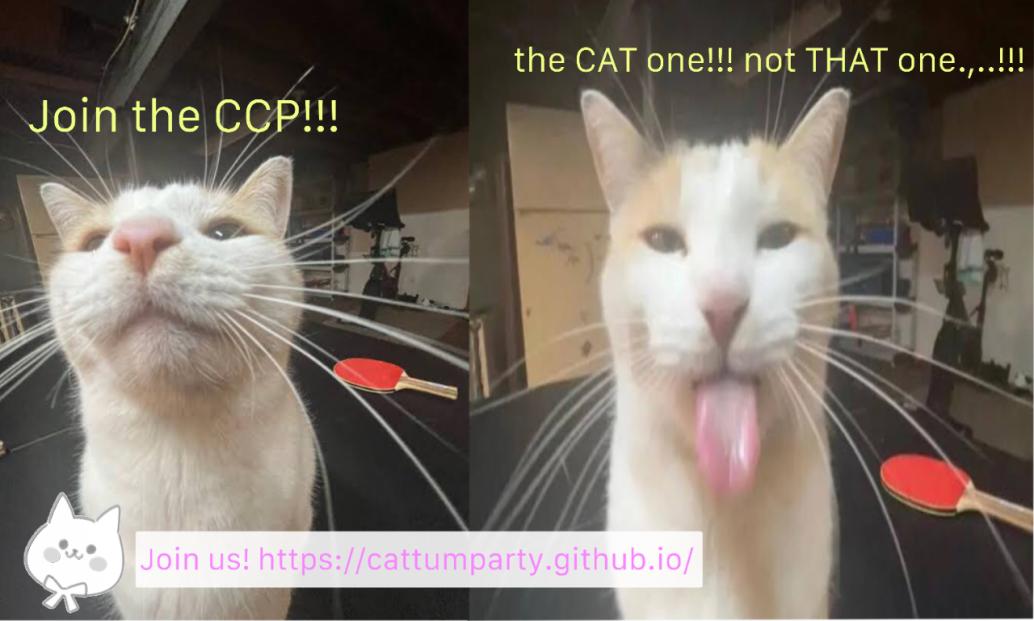 Join the CCP!!!
the CAT one!!! not THAT one.,..!!!
Join us! https://cattumparty.github.io/